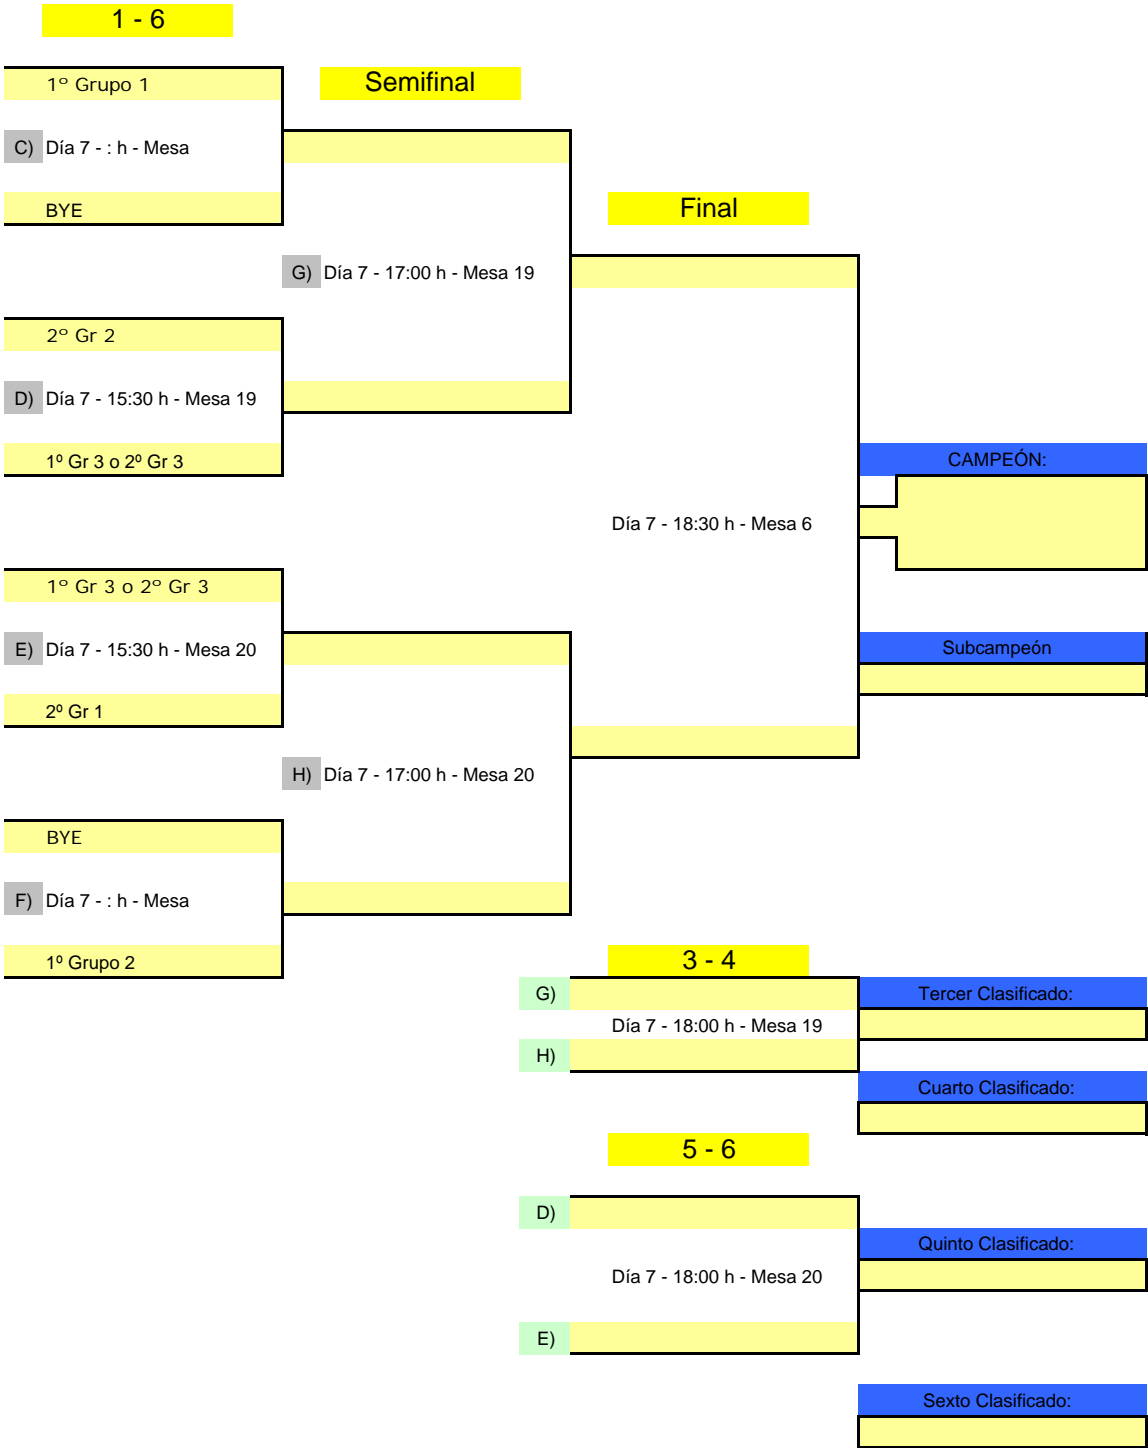 1 - 6
1º Grupo 1
Semifinal
C) Día 7 - : h - Mesa
BYE
Final
G) Día 7 - 17:00 h - Mesa 19
2º Gr 2
D) Día 7 - 15:30 h - Mesa 19
1º Gr 3 o 2º Gr 3
CAMPEÓN:
Día 7 - 18:30 h - Mesa 6
1º Gr 3 o 2º Gr 3
E) Día 7 - 15:30 h - Mesa 20
Subcampeón
2º Gr 1
H) Día 7 - 17:00 h - Mesa 20
BYE
F) Día 7 - : h - Mesa
1º Grupo 2
3 - 4
G)
Tercer Clasificado:
Día 7 - 18:00 h - Mesa 19
H)
Cuarto Clasificado:
5 - 6
D)
Quinto Clasificado:
Día 7 - 18:00 h - Mesa 20
E)
Sexto Clasificado: